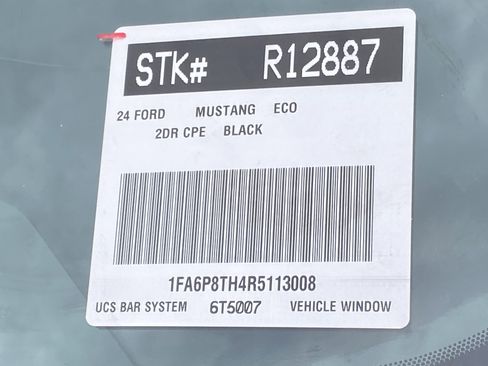 STK# R12887
24 FORD MUSTANG ECO
2DR CPE BLACK
1FA6P8TH4R5113008
UCS BAR SYSTEM 6T5007 VEHICLE WINDOW